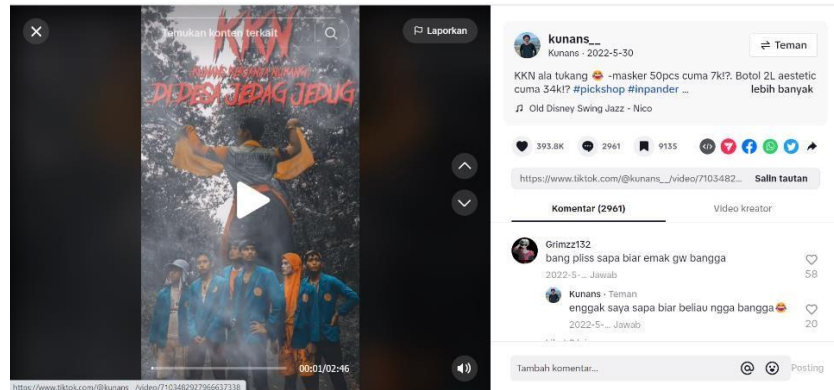 Temukan konten terkait
Laporkan
KKN
DI DESA JEDAG JEDUG
00:01/02:46
https://www.tiktok.com/@kunans__/video/7103482927966637338
kunans__
Kunans · 2022-5-30
Teman
KKN ala tukang 😂 -masker 50pcs cuma 7k!?. Botol 2L aestetic
cuma 34k!? #pickshop #inpander ... lebih banyak
Old Disney Swing Jazz - Nico
393.8K 2961 9135
https://www.tiktok.com/@kunans__/video/7103482... Salin tautan
Komentar (2961) Video kreator
Grimzz132
bang pliss sapa biar emak gw bangga
2022-5-... Jawab 58
Kunans · Teman
enggak saya sapa biar beliau ngga bangga😂
2022-5-... Jawab 20
Tambah komentar... Posting